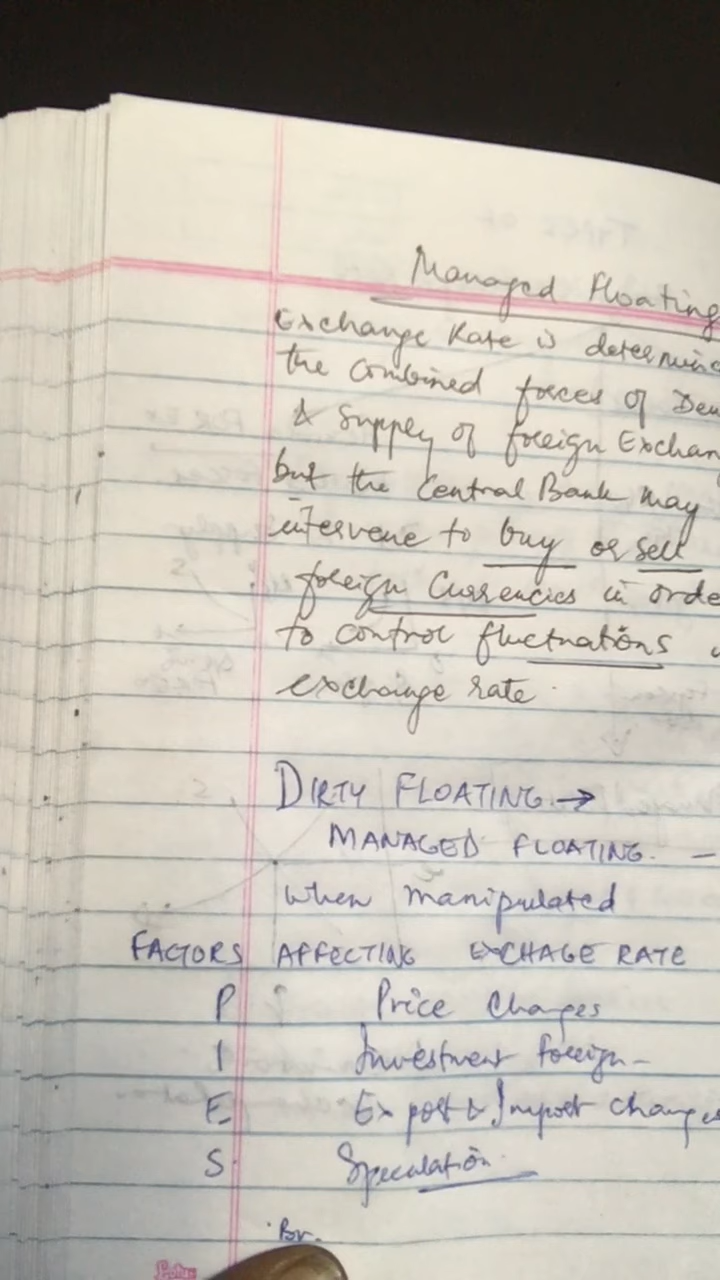 Managed Floating
Exchange Rate is determine
the combined forces of Dem
& Supply of foreign Exchan
but the Central Bank may
intervene to buy or sell
foreign Currencies in orde
to control fluctuations
exchange rate.
DIRTY FLOATING →
MANAGED FLOATING. —
when manipulated
FACTORS AFFECTING EXCHAGE RATE
P Price Changes
I Investment foreign –
E Export & Import changes
S Speculation